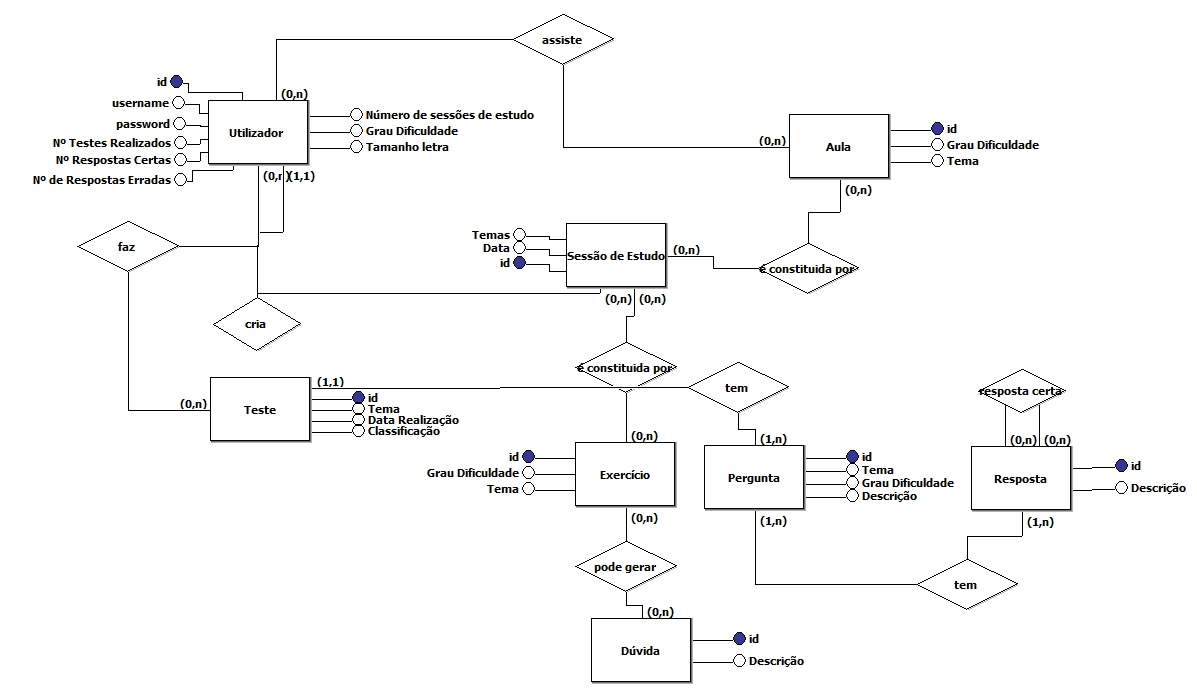 assiste
id
(0,n)
username
password
Nº Testes Realizados
Nº Respostas Certas
Nº de Respostas Erradas
Utilizador
Número de sessões de estudo
Grau Dificuldade
Tamanho letra
(0,n)
Aula
id
Grau Dificuldade
Tema
(0,n)
(1,1)
(0,n)
faz
Temas
Data
id
Sessão de Estudo
(0,n)
é constituida por
(0,n)
(0,n)
cria
é constituida por
(1,1)
tem
resposta certa
(0,n)
Teste
id
Tema
Data Realização
Classificação
(0,n)
(1,n)
(0,n)
(0,n)
id
Grau Dificuldade
Tema
Exercício
Pergunta
id
Tema
Grau Dificuldade
Descrição
Resposta
id
Descrição
(0,n)
(1,n)
(1,n)
pode gerar
tem
(0,n)
Dúvida
id
Descrição